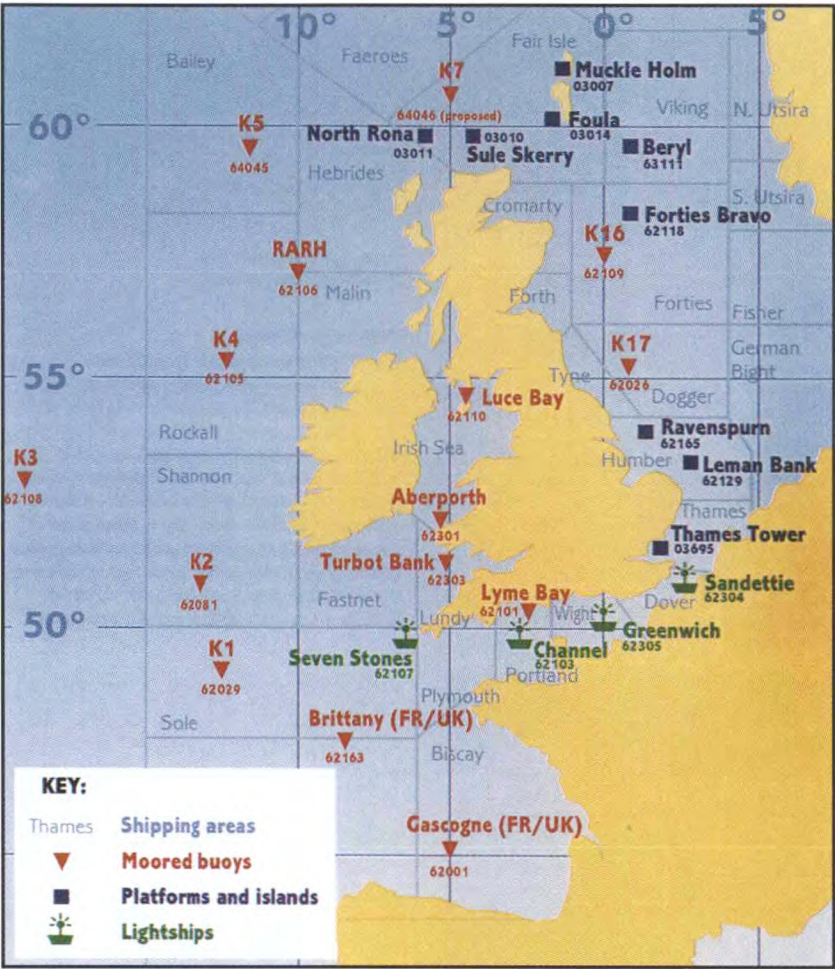 10° 5° 0° 5°
Fair Isle
Faeroes
Bailey
K7
Muckle Holm
03007
64046 (proposed)
Viking
N. Utsira
60°
K5
64045
North Rona
03011
03010
Sule Skerry
Foula
03014
Beryl
63111
Hebrides
Cromarty
S. Utsira
Forties Bravo
62118
K16
62109
RARH
62106
Malin
Forth
Forties
Fisher
K4
62105
K17
62026
German
Bight
55°
Tyne
Dogger
Luce Bay
62110
Rockall
Irish Sea
Ravenspurn
62165
K3
62108
Shannon
Humber
Leman Bank
62129
Aberporth
62301
Thames
Thames Tower
03695
Turbot Bank
62303
K2
62081
Fastnet
Lyme Bay
62101
Sandettie
62304
Lundy
Wight
Dover
50°
Greenwich
62305
Seven Stones
62107
Channel
62103
Portland
K1
62029
Plymouth
Sole
Brittany (FR/UK)
62163
Biscay
KEY:
Thames Shipping areas
Moored buoys
Platforms and islands
Lightships
Gascogne (FR/UK)
62001